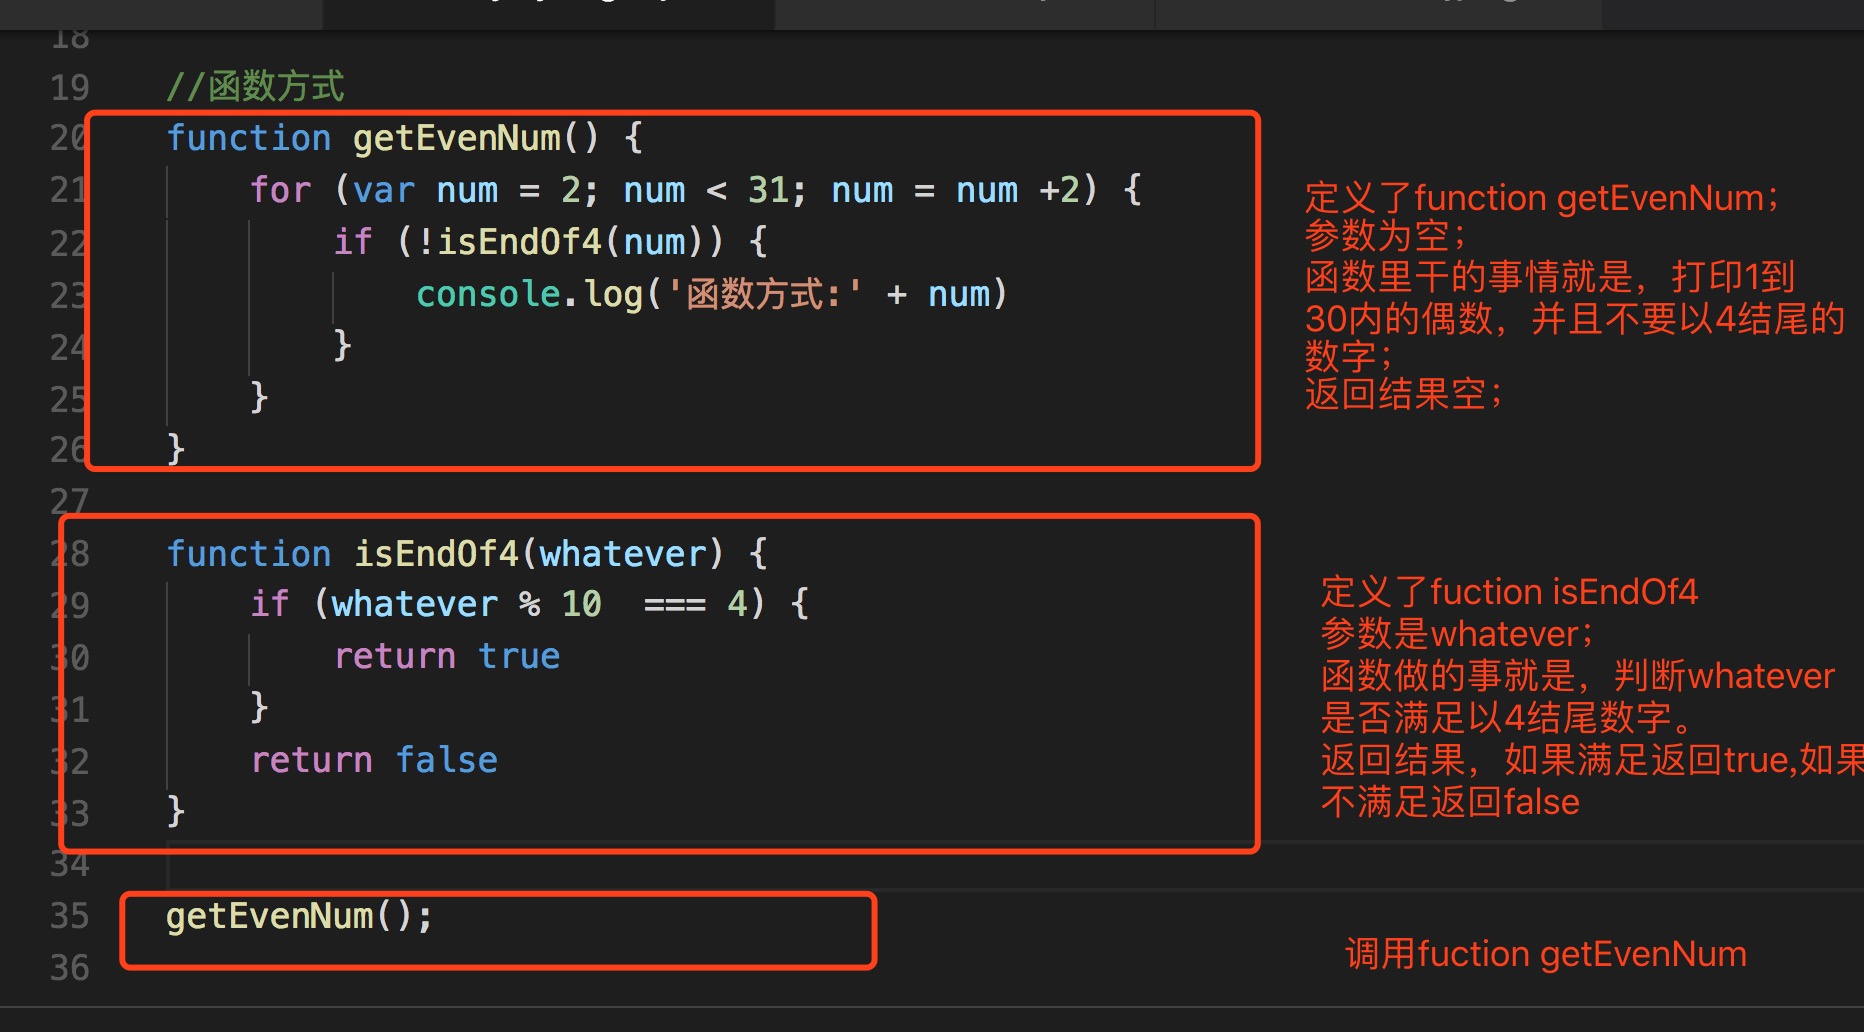 18
19 //函数方式
20 function getEvenNum() {
21 for (var num = 2; num < 31; num = num +2) {
22 if (!isEndOf4(num)) {
23 console.log('函数方式:' + num)
24 }
25 }
26 }
27
28 function isEndOf4(whatever) {
29 if (whatever % 10  === 4) {
30 return true
31 }
32 return false
33 }
34
35 getEvenNum();
36
定义了function getEvenNum；
参数为空；
函数里干的事情就是，打印1到
30内的偶数，并且不要以4结尾的
数字；
返回结果空；
定义了fuction isEndOf4
参数是whatever；
函数做的事就是，判断whatever
是否满足以4结尾数字。
返回结果，如果满足返回true,如果
不满足返回false
调用fuction getEvenNum